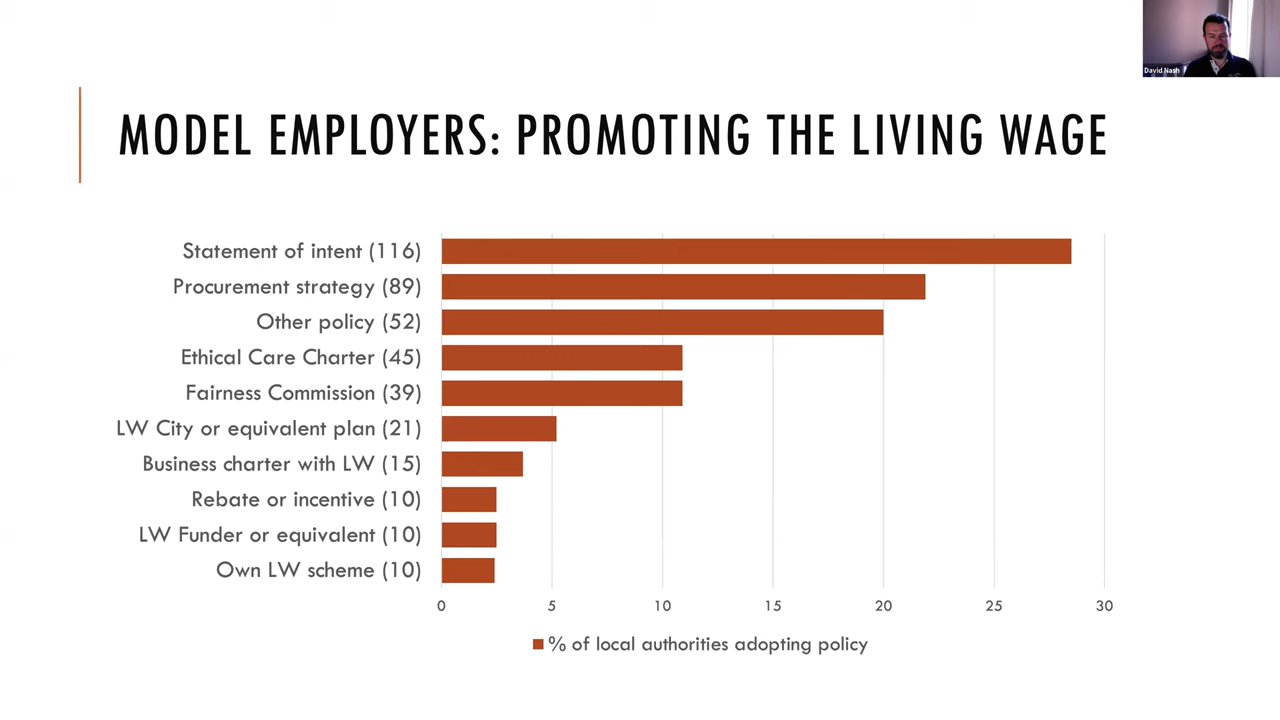 David Nash
MODEL EMPLOYERS: PROMOTING THE LIVING WAGE
Statement of intent (116)
Procurement strategy (89)
Other policy (52)
Ethical Care Charter (45)
Fairness Commission (39)
LW City or equivalent plan (21)
Business charter with LW (15)
Rebate or incentive (10)
LW Funder or equivalent (10)
Own LW scheme (10)
0 5 10 15 20 25 30
% of local authorities adopting policy